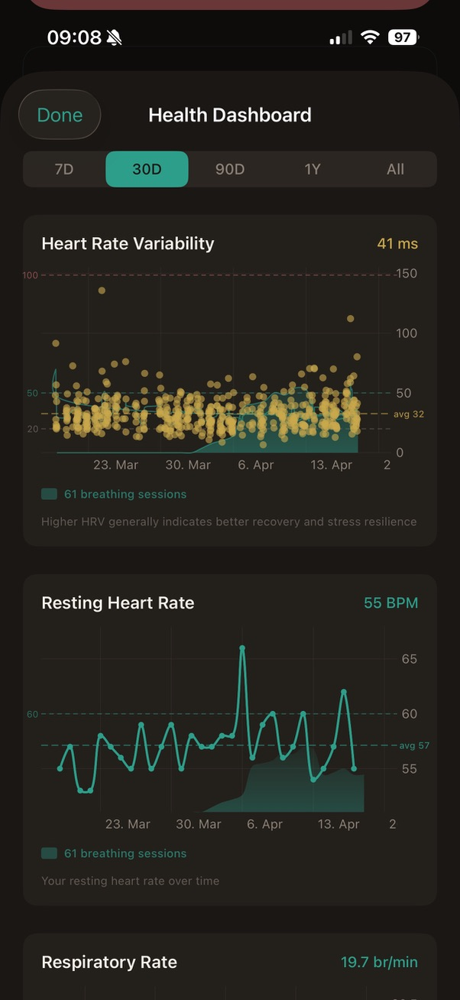 09:08
97
Done
Health Dashboard
7D 30D 90D 1Y All
Heart Rate Variability 41 ms
100 150
100
50 50
avg 32
20
0
23. Mar 30. Mar 6. Apr 13. Apr 2
61 breathing sessions
Higher HRV generally indicates better recovery and stress resilience
Resting Heart Rate 55 BPM
65
60 60
avg 57
55
23. Mar 30. Mar 6. Apr 13. Apr 2
61 breathing sessions
Your resting heart rate over time
Respiratory Rate 19.7 br/min